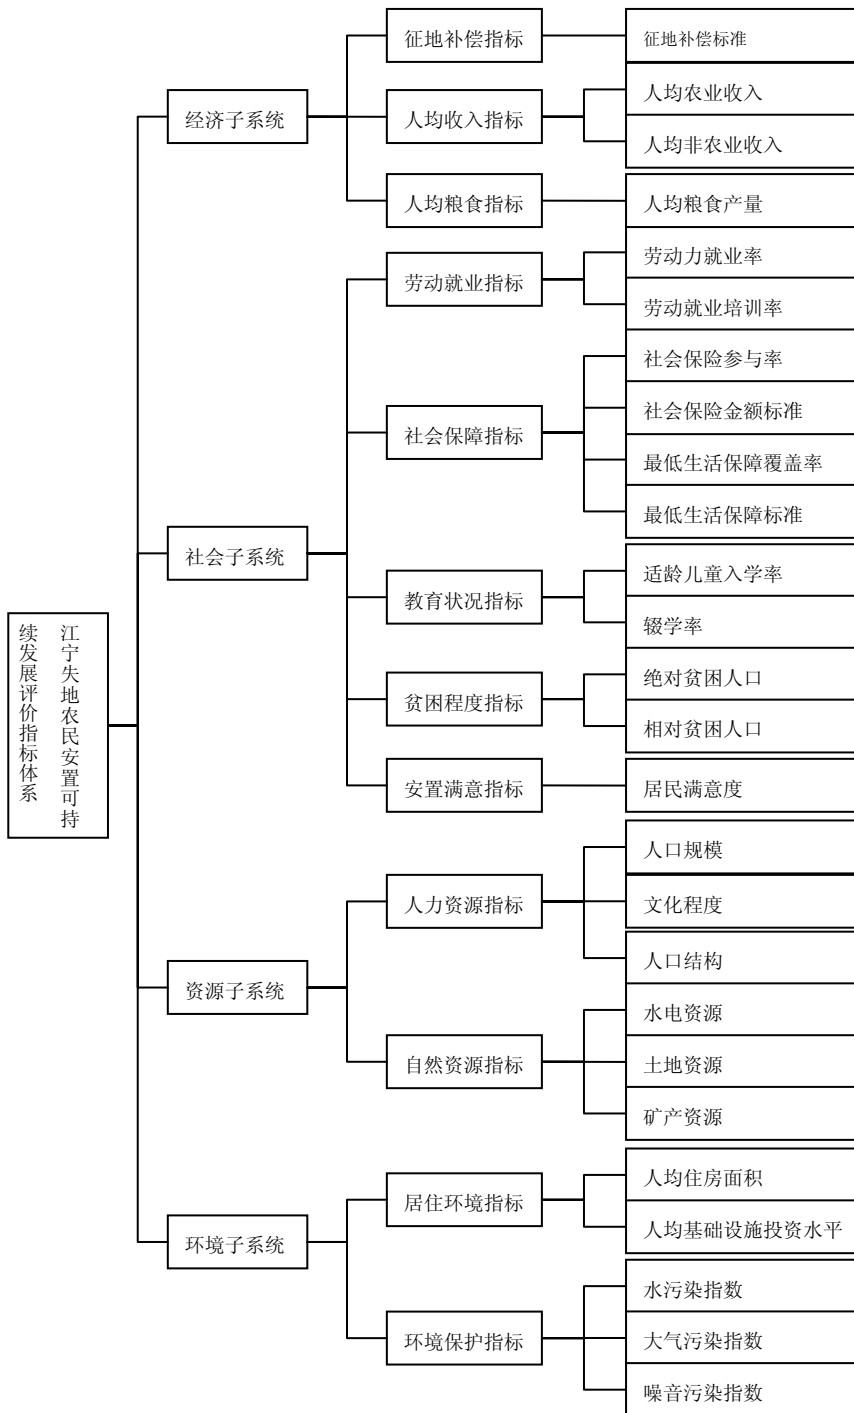 江宁失地农民安置可持
续发展评价指标体系
经济子系统
征地补偿指标
征地补偿标准
人均收入指标
人均农业收入
人均非农业收入
人均粮食指标
人均粮食产量
社会子系统
劳动就业指标
劳动力就业率
劳动就业培训率
社会保障指标
社会保险参与率
社会保险金额标准
最低生活保障覆盖率
最低生活保障标准
教育状况指标
适龄儿童入学率
辍学率
贫困程度指标
绝对贫困人口
相对贫困人口
安置满意指标
居民满意度
资源子系统
人力资源指标
人口规模
文化程度
人口结构
自然资源指标
水电资源
土地资源
矿产资源
环境子系统
居住环境指标
人均住房面积
人均基础设施投资水平
环境保护指标
水污染指数
大气污染指数
噪音污染指数